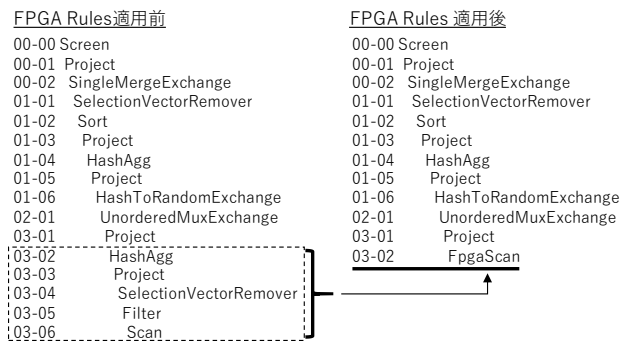 FPGA Rules適用前
00-00 Screen
00-01 Project
00-02 SingleMergeExchange
01-01 SelectionVectorRemover
01-02 Sort
01-03 Project
01-04 HashAgg
01-05 Project
01-06 HashToRandomExchange
02-01 UnorderedMuxExchange
03-01 Project
03-02 HashAgg
03-03 Project
03-04 SelectionVectorRemover
03-05 Filter
03-06 Scan
FPGA Rules 適用後
00-00 Screen
00-01 Project
00-02 SingleMergeExchange
01-01 SelectionVectorRemover
01-02 Sort
01-03 Project
01-04 HashAgg
01-05 Project
01-06 HashToRandomExchange
02-01 UnorderedMuxExchange
03-01 Project
03-02 FpgaScan